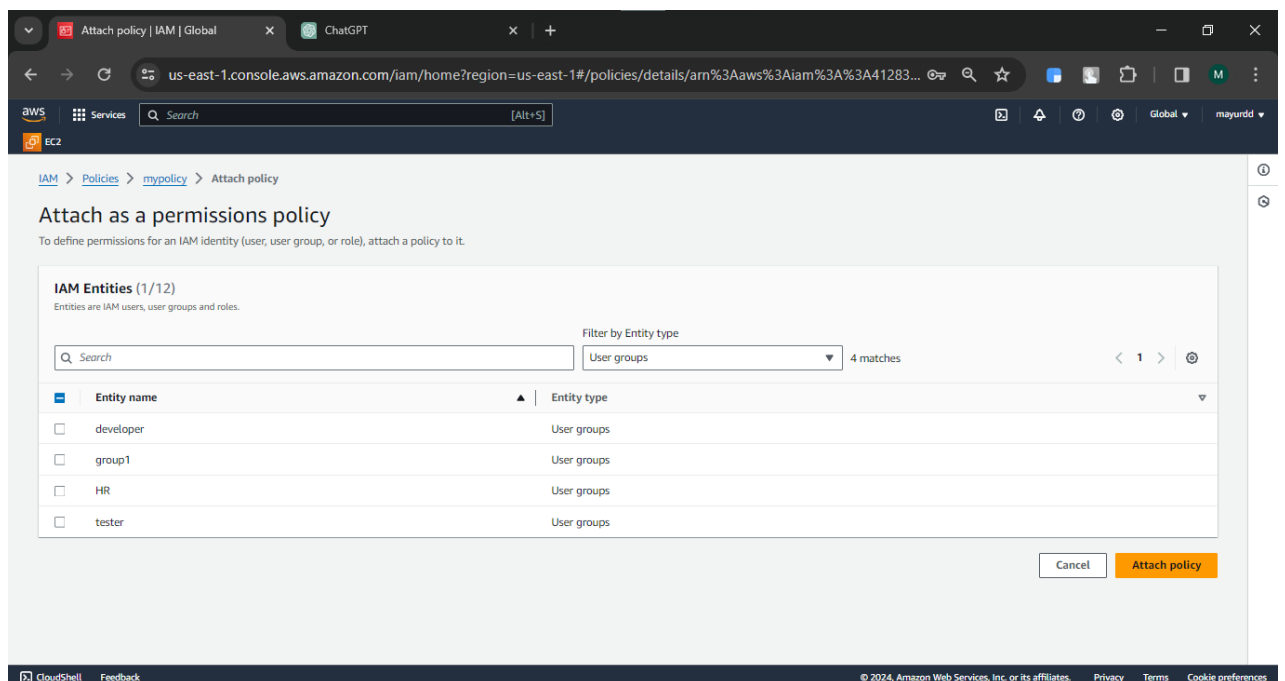 Attach policy | IAM | Global
ChatGPT
us-east-1.console.aws.amazon.com/iam/home?region=us-east-1#/policies/details/arn%3Aaws%3Aiam%3A%3A41283...
M
aws Services Search [Alt+S] Global mayurdd
EC2
IAM > Policies > mypolicy > Attach policy
Attach as a permissions policy
To define permissions for an IAM identity (user, user group, or role), attach a policy to it.
IAM Entities (1/12)
Entities are IAM users, user groups and roles.
Filter by Entity type
Search User groups 4 matches < 1 >
Entity name Entity type
developer User groups
group1 User groups
HR User groups
tester User groups
Cancel Attach policy
CloudShell Feedback © 2024, Amazon Web Services, Inc. or its affiliates. Privacy Terms Cookie preferences